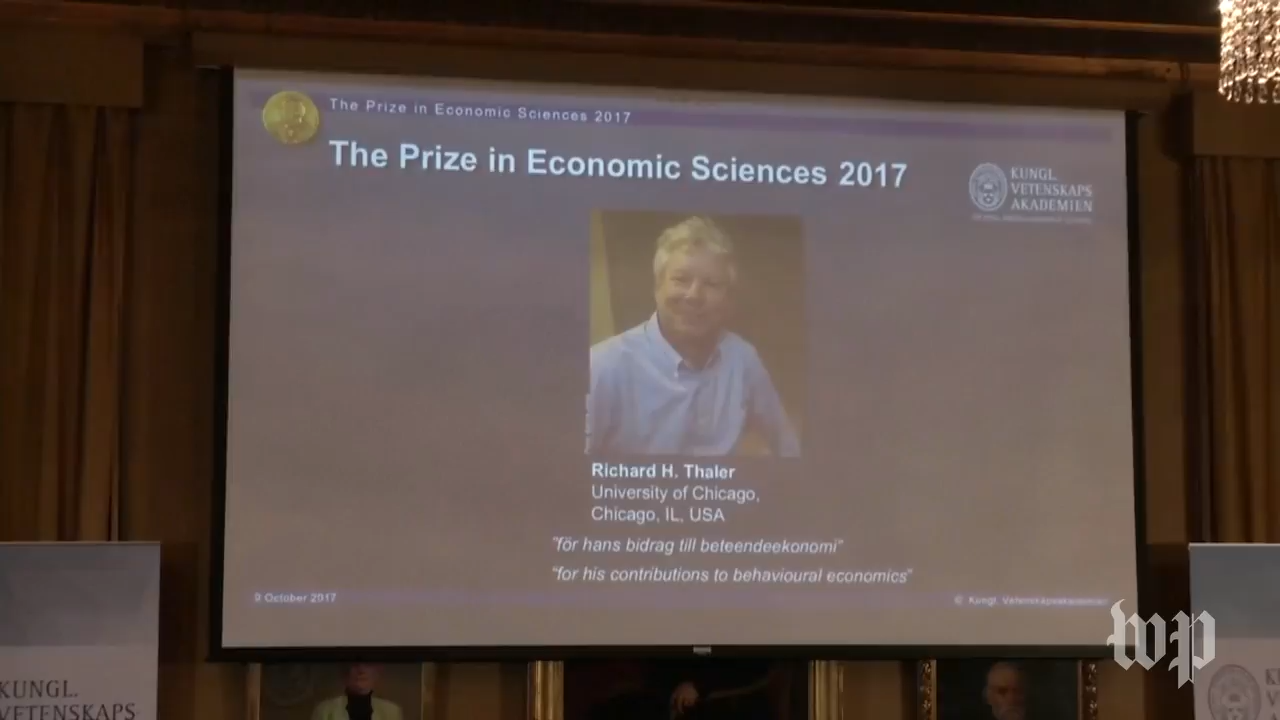 The Prize in Economic Sciences 2017
The Prize in Economic Sciences 2017
KUNGL.
VETENSKAPS
AKADEMIEN
Richard H. Thaler
University of Chicago,
Chicago, IL, USA
"för hans bidrag till beteendeekonomi"
"for his contributions to behavioural economics"
9 October 2017
© Kungl. Vetenskapsakademien
wp
KUNGL.
VETENSKAPS